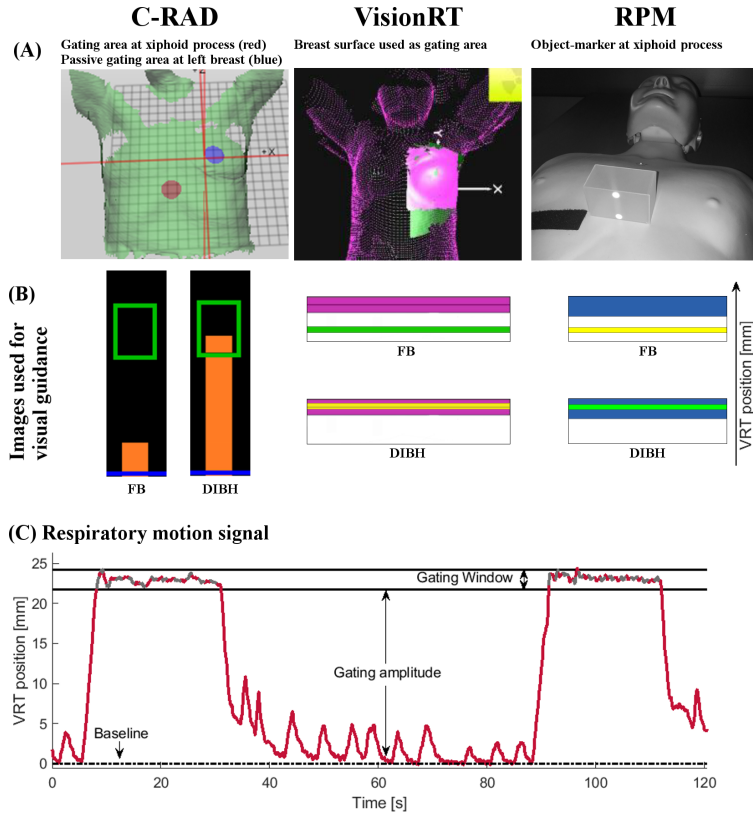 C-RAD
VisionRT
RPM
(A)
Gating area at xiphoid process (red)
Passive gating area at left breast (blue)
Breast surface used as gating area
Object-marker at xiphoid process
Z
+X
Y
X
(B)
Images used for
visual guidance
FB
DIBH
FB
DIBH
FB
DIBH
VRT position [mm]
(C) Respiratory motion signal
VRT position [mm]
25
20
15
10
5
0
Gating Window
Gating amplitude
Baseline
0
20
40
60
80
100
120
Time [s]